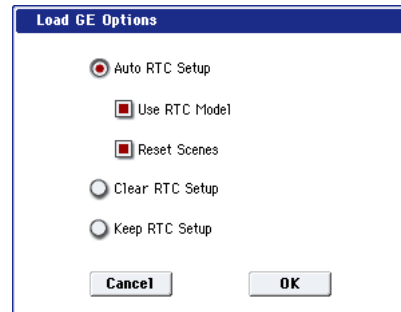 Load GE Options
Auto RTC Setup
Use RTC Model
Reset Scenes
Clear RTC Setup
Keep RTC Setup
Cancel OK